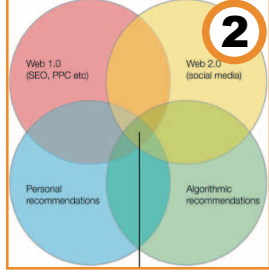 2
Web 1.0
(SEO, PPC etc)
Web 2.0
(social media)
Personal
recommendations
Algorithmic
recommendations